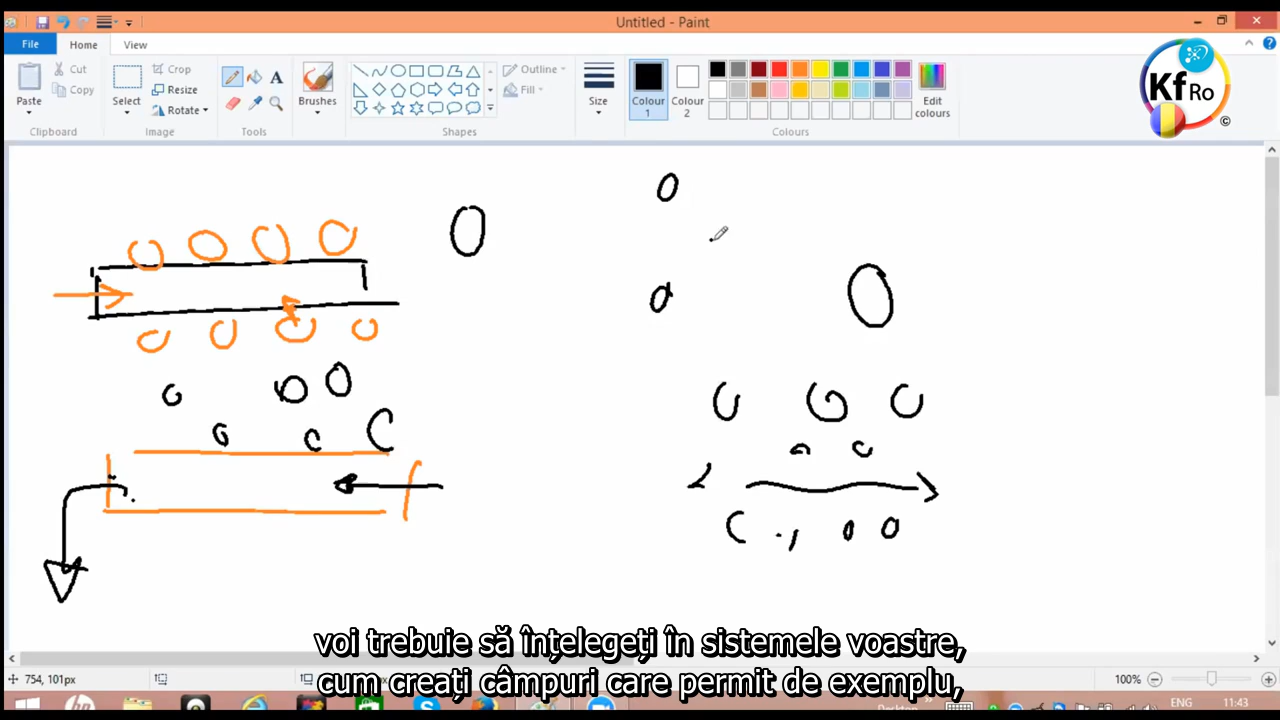 Untitled - Paint
File
Home
View
Paste
Cut
Copy
Clipboard
Select
Crop
Resize
Rotate
Image
A
Tools
Brushes
Outline
Fill
Shapes
Size
Colour 1
Colour 2
Edit colours
Colours
Kf Ro
©
voi trebuie să înțelegeți în sistemele voastre,
cum creați câmpuri care permit de exemplu,
754, 101px
100%
Desktop
ENG
11:43